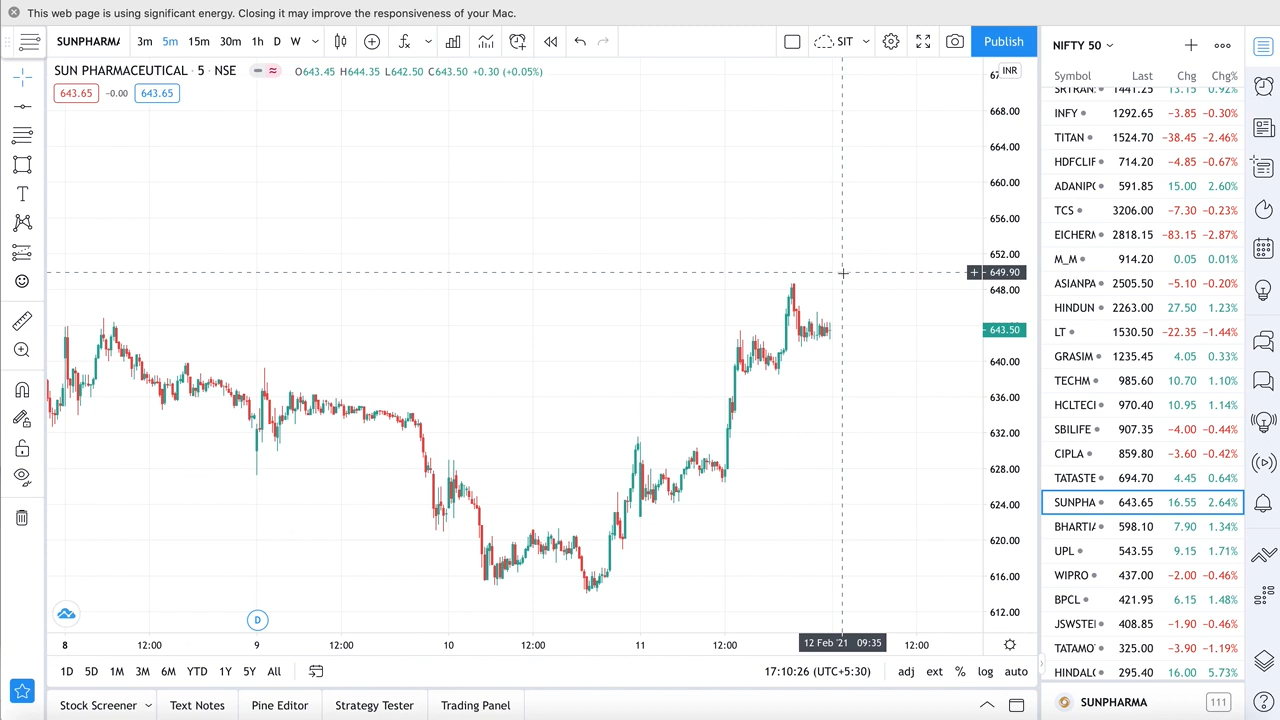 This web page is using significant energy. Closing it may improve the responsiveness of your Mac.
SUNPHARMA 3m 5m 15m 30m 1h D W SIT Publish
SUN PHARMACEUTICAL · 5 · NSE O643.45 H644.35 L642.50 C643.50 +0.30 (+0.05%)
643.65 −0.00 643.65
INR
668.00
664.00
660.00
656.00
652.00
649.90
648.00
643.50
640.00
636.00
632.00
628.00
624.00
620.00
616.00
612.00
D
8 12:00 9 12:00 10 12:00 11 12:00 12 Feb '21 09:35 12:00
1D 5D 1M 3M 6M YTD 1Y 5Y All 17:10:26 (UTC+5:30) adj ext % log auto
Stock Screener Text Notes Pine Editor Strategy Tester Trading Panel
NIFTY 50
Symbol Last Chg Chg%
SRTRAN 1441.25 13.15 0.92%
INFY 1292.65 −3.85 −0.30%
TITAN 1524.70 −38.45 −2.46%
HDFCLIF 714.20 −4.85 −0.67%
ADANIPO 591.85 15.00 2.60%
TCS 3206.00 −7.30 −0.23%
EICHERM 2818.15 −83.15 −2.87%
M_M 914.20 0.05 0.01%
ASIANPA 2505.50 −5.10 −0.20%
HINDUN 2263.00 27.50 1.23%
LT 1530.50 −22.35 −1.44%
GRASIM 1235.45 4.05 0.33%
TECHM 985.60 10.70 1.10%
HCLTECH 970.40 10.95 1.14%
SBILIFE 907.35 −4.00 −0.44%
CIPLA 859.80 −3.60 −0.42%
TATASTE 694.70 4.45 0.64%
SUNPHA 643.65 16.55 2.64%
BHARTIA 598.10 7.90 1.34%
UPL 543.55 9.15 1.71%
WIPRO 437.00 −2.00 −0.46%
BPCL 421.95 6.15 1.48%
JSWSTEE 408.85 −1.90 −0.46%
TATAMO 325.00 −3.90 −1.19%
HINDAL 295.40 16.00 5.73%
SUNPHARMA 111